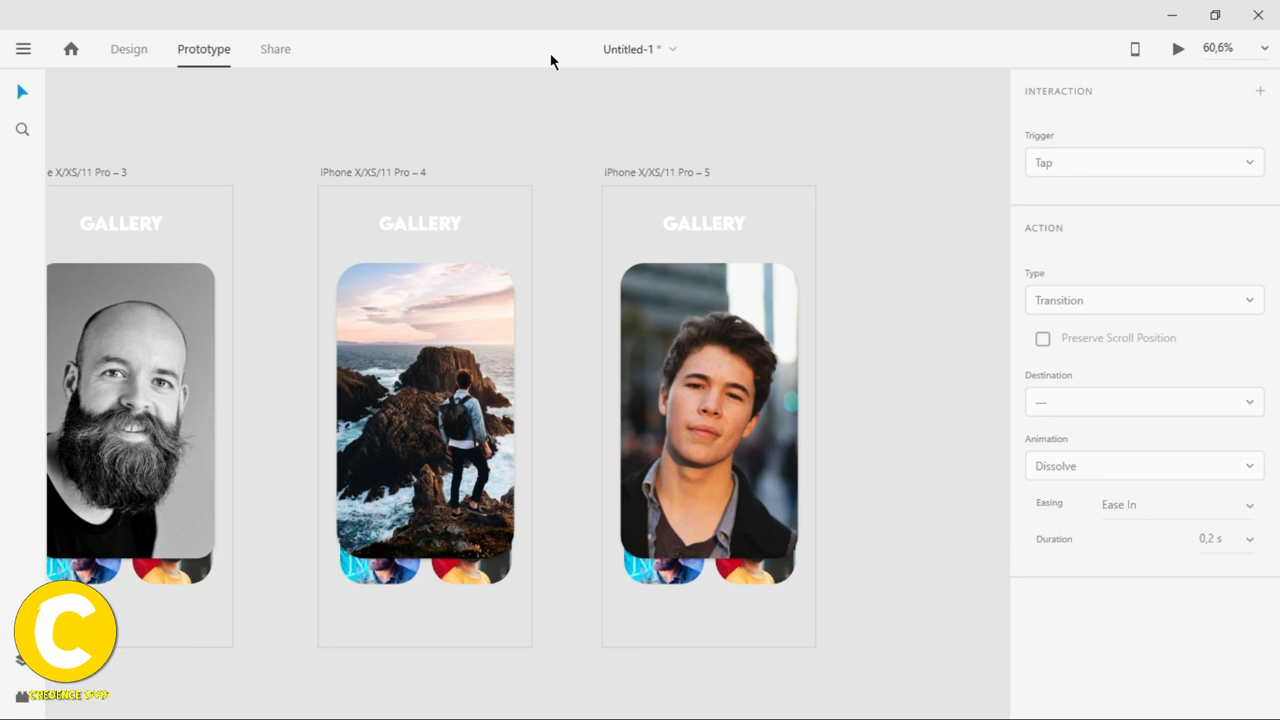 Design
Prototype
Share
Untitled-1 *
60,6%
e X/XS/11 Pro – 3
iPhone X/XS/11 Pro – 4
iPhone X/XS/11 Pro – 5
GALLERY
GALLERY
GALLERY
INTERACTION
Trigger
Tap
ACTION
Type
Transition
Preserve Scroll Position
Destination
—
Animation
Dissolve
Easing
Ease In
Duration
0,2 s
C
CREDENCE